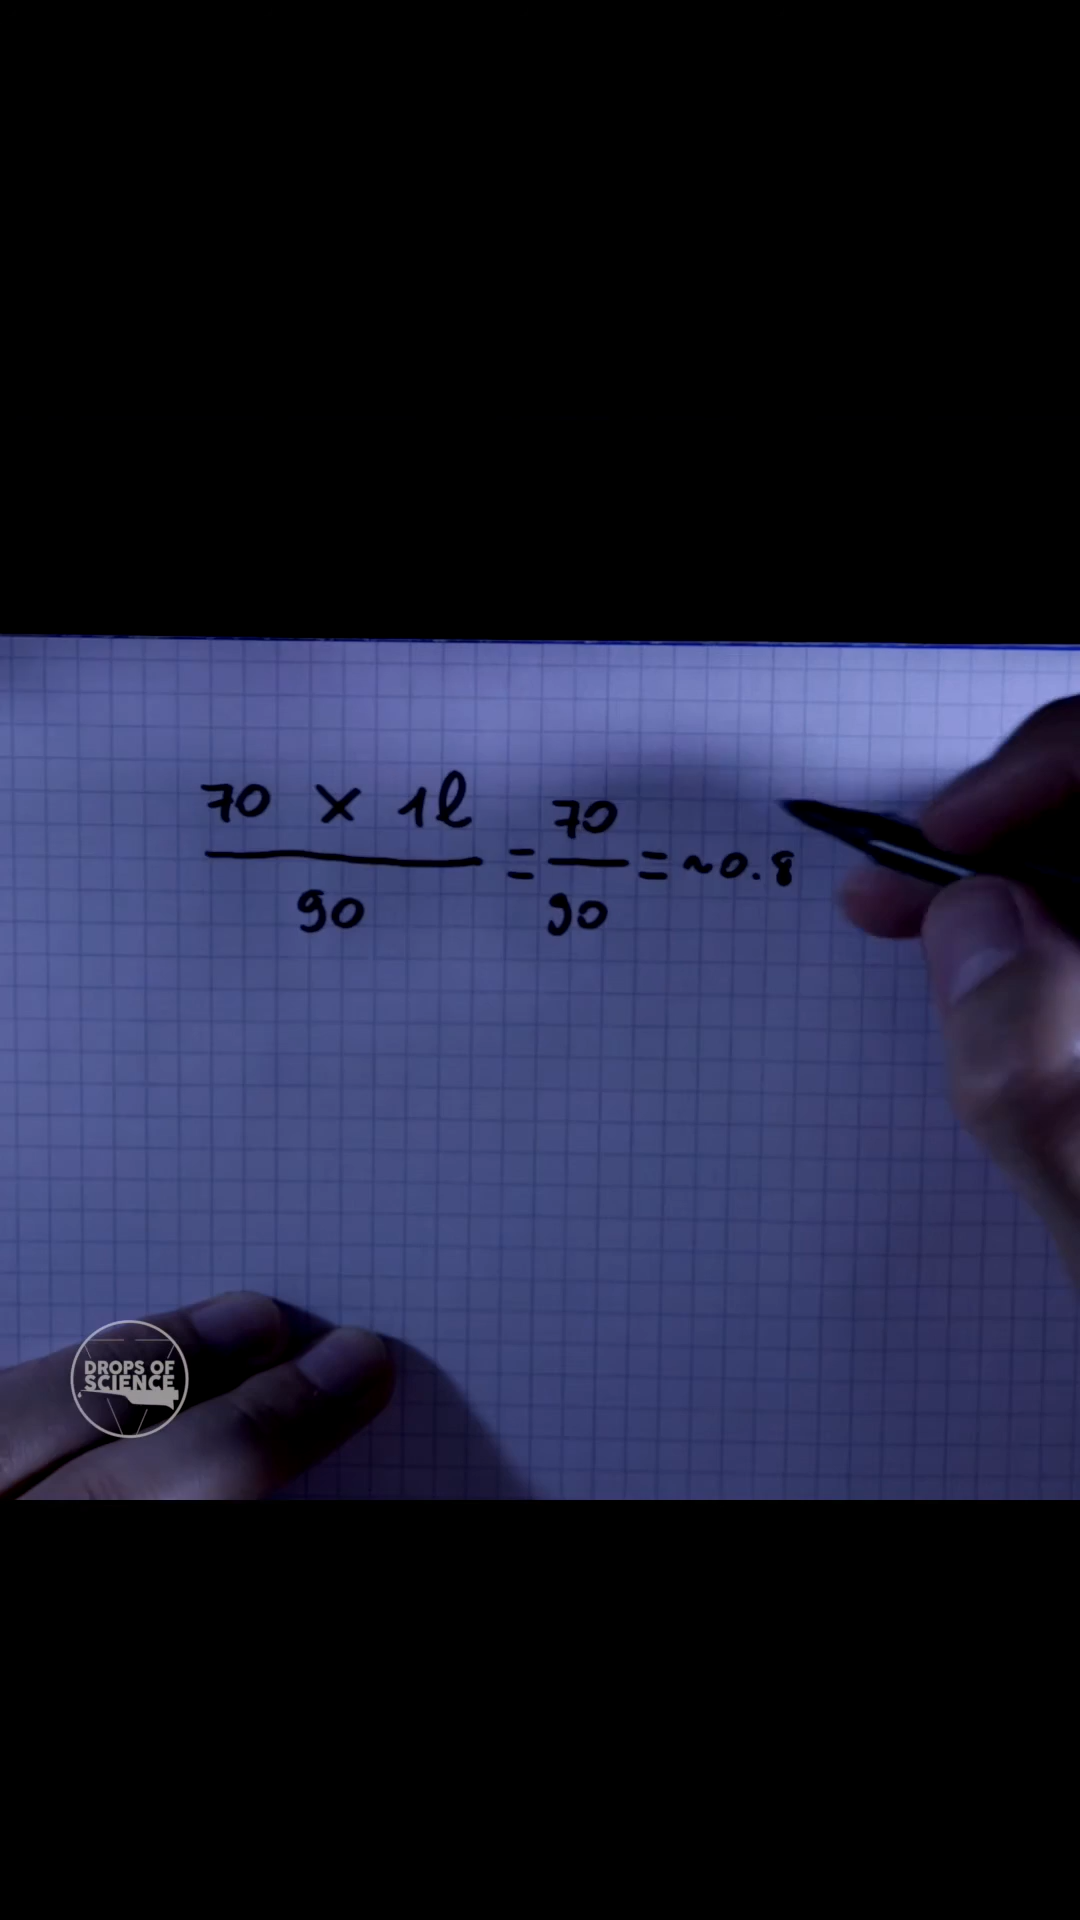 70 x 1l
90
= 70
90
= ~0.8
DROPS OF
SCIENCE